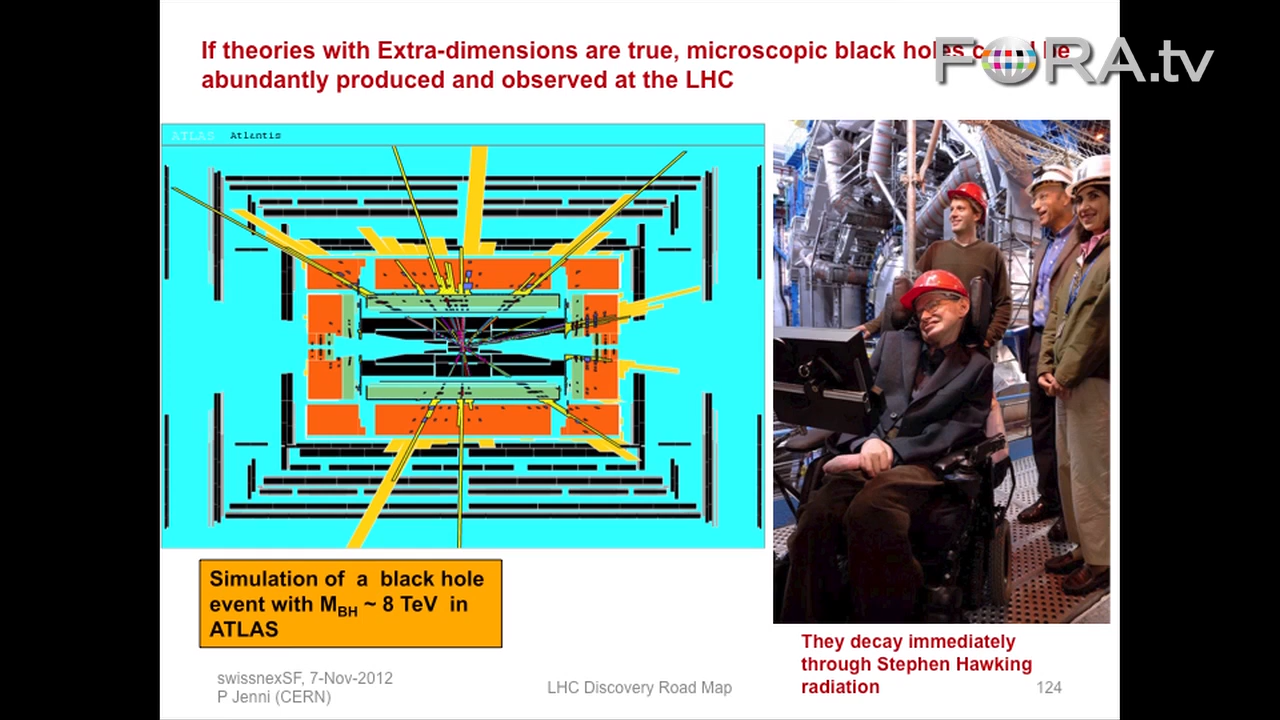 If theories with Extra-dimensions are true, microscopic black holes be
abundantly produced and observed at the LHC
FORA.tv
ATLAS Atlantis
Simulation of a black hole
event with MBH ~ 8 TeV in
ATLAS
They decay immediately
through Stephen Hawking
radiation
swissnexSF, 7-Nov-2012
P Jenni (CERN)
LHC Discovery Road Map
124